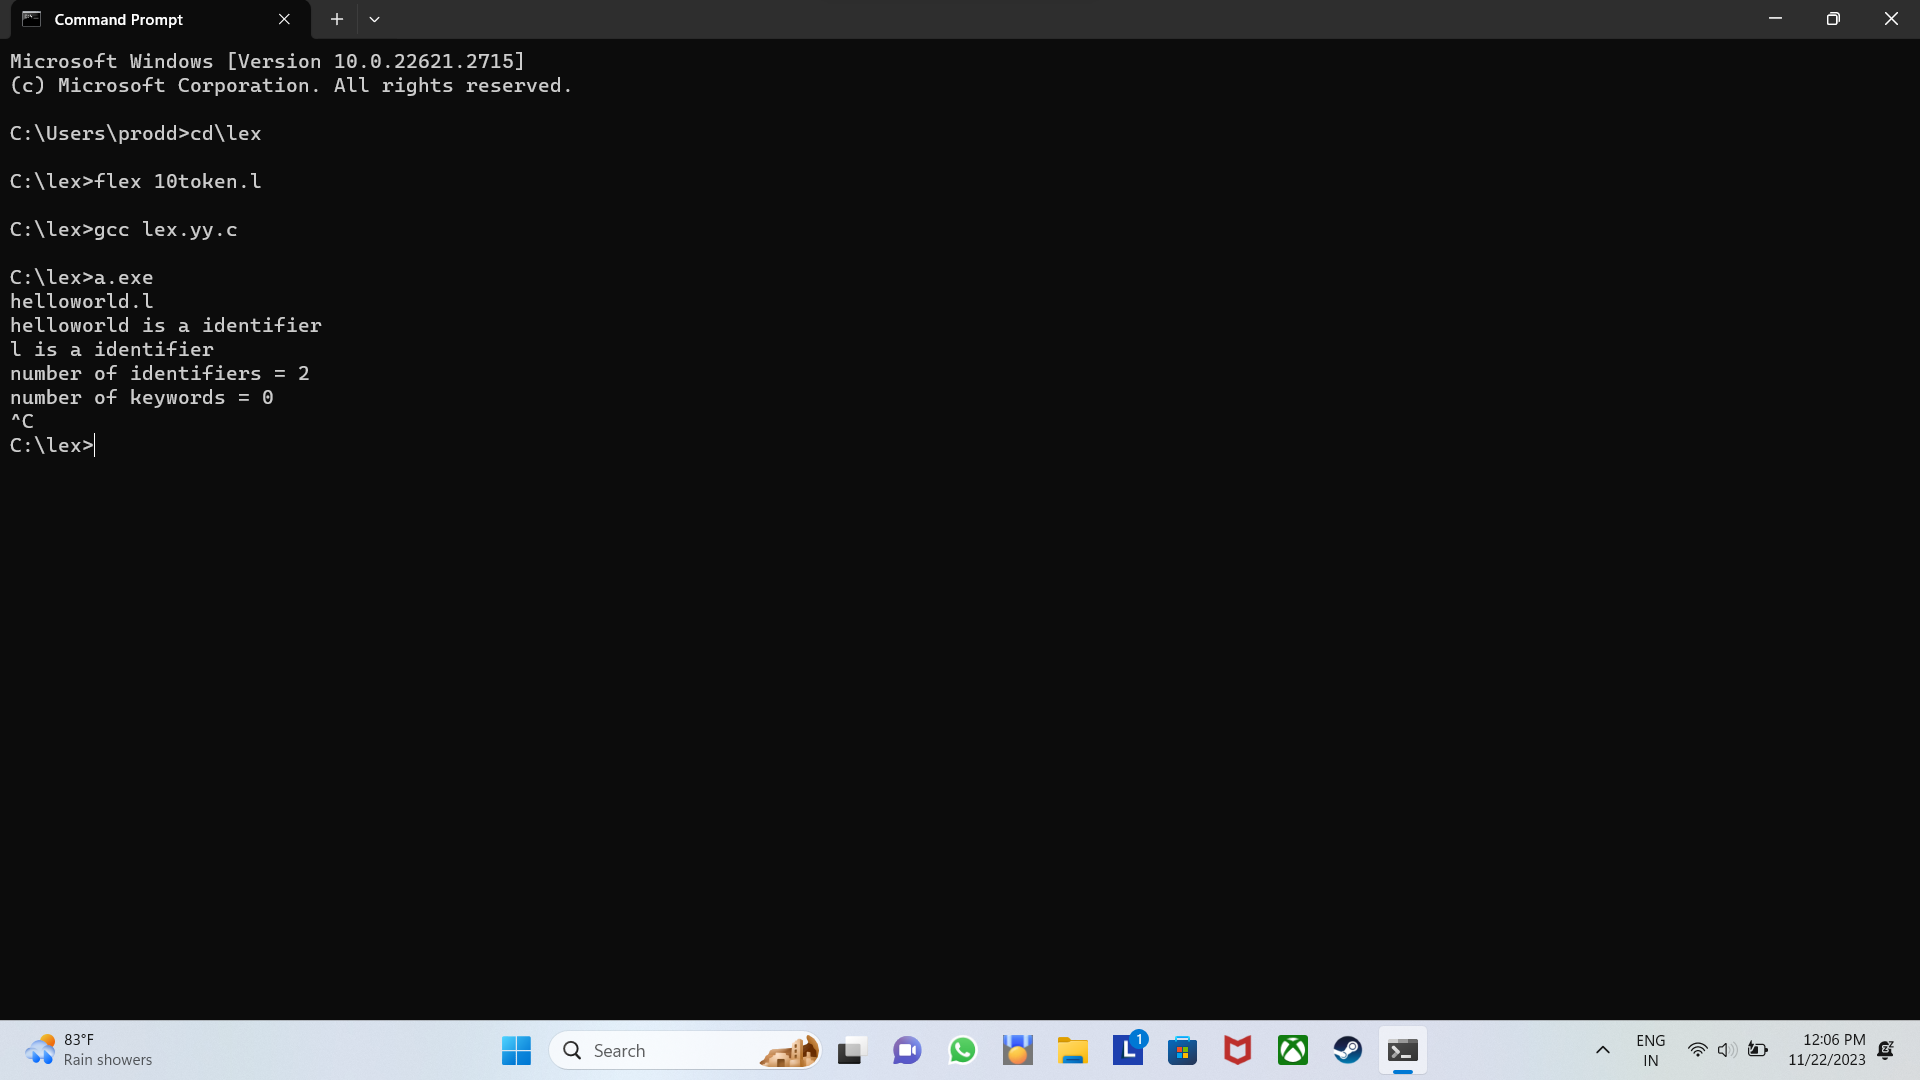 Command Prompt
Microsoft Windows [Version 10.0.22621.2715]
(c) Microsoft Corporation. All rights reserved.
C:\Users\prodd>cd\lex
C:\lex>flex 10token.l
C:\lex>gcc lex.yy.c
C:\lex>a.exe
helloworld.l
helloworld is a identifier
l is a identifier
number of identifiers = 2
number of keywords = 0
^C
C:\lex>
83°F
Rain showers
Search
L
1
ENG
IN
12:06 PM
11/22/2023